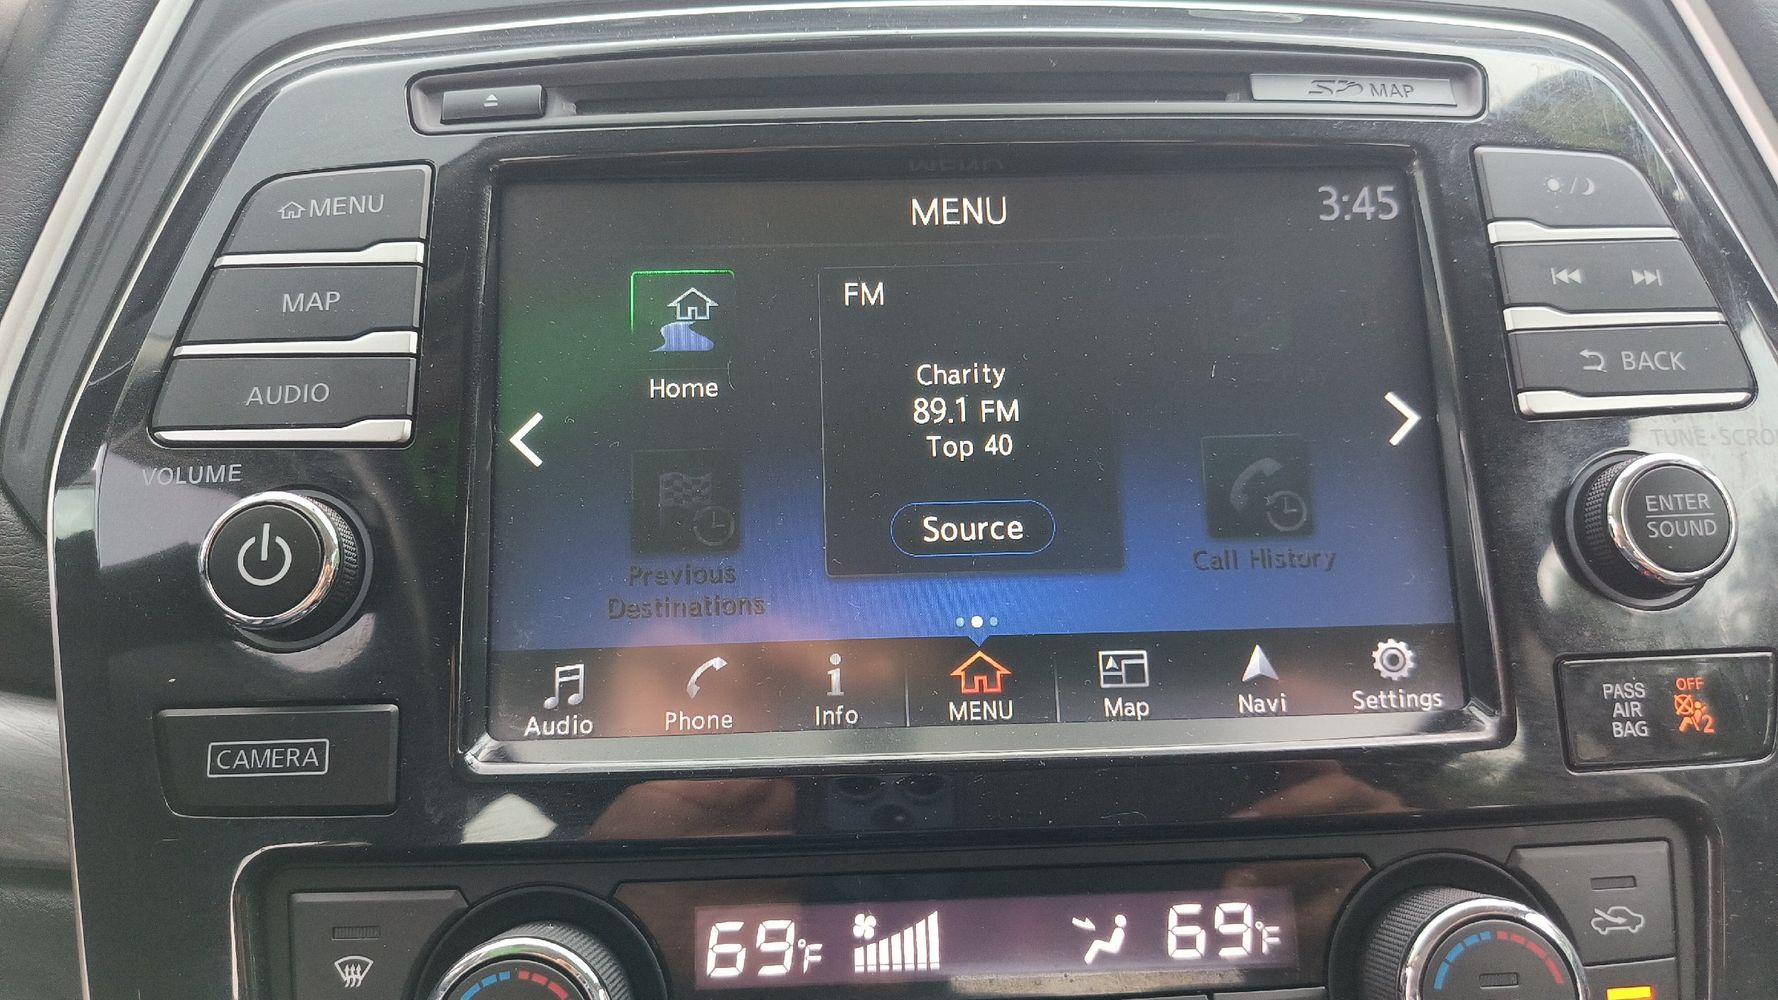 MAP
MENU
MENU
3:45
MAP
AUDIO
VOLUME
Home
FM
Charity
89.1 FM
Top 40
Source
Previous
Destinations
Call History
Audio
Phone
Info
MENU
Map
Navi
Settings
BACK
ENTER
SOUND
CAMERA
PASS
AIR
BAG
OFF
2
69°F
69°F